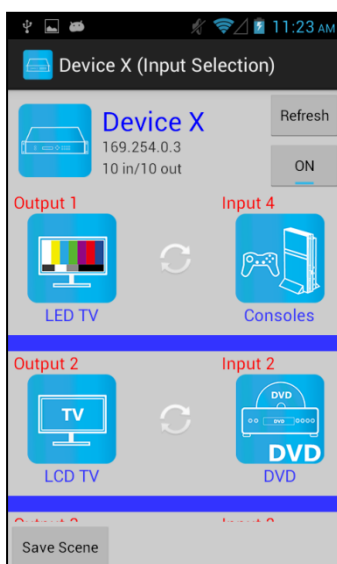 11:23 AM
Device X (Input Selection)
Device X
169.254.0.3
10 in/10 out
Refresh
ON
Output 1
Input 4
LED TV
Consoles
Output 2
Input 2
TV
DVD
DVD
LCD TV
DVD
Save Scene